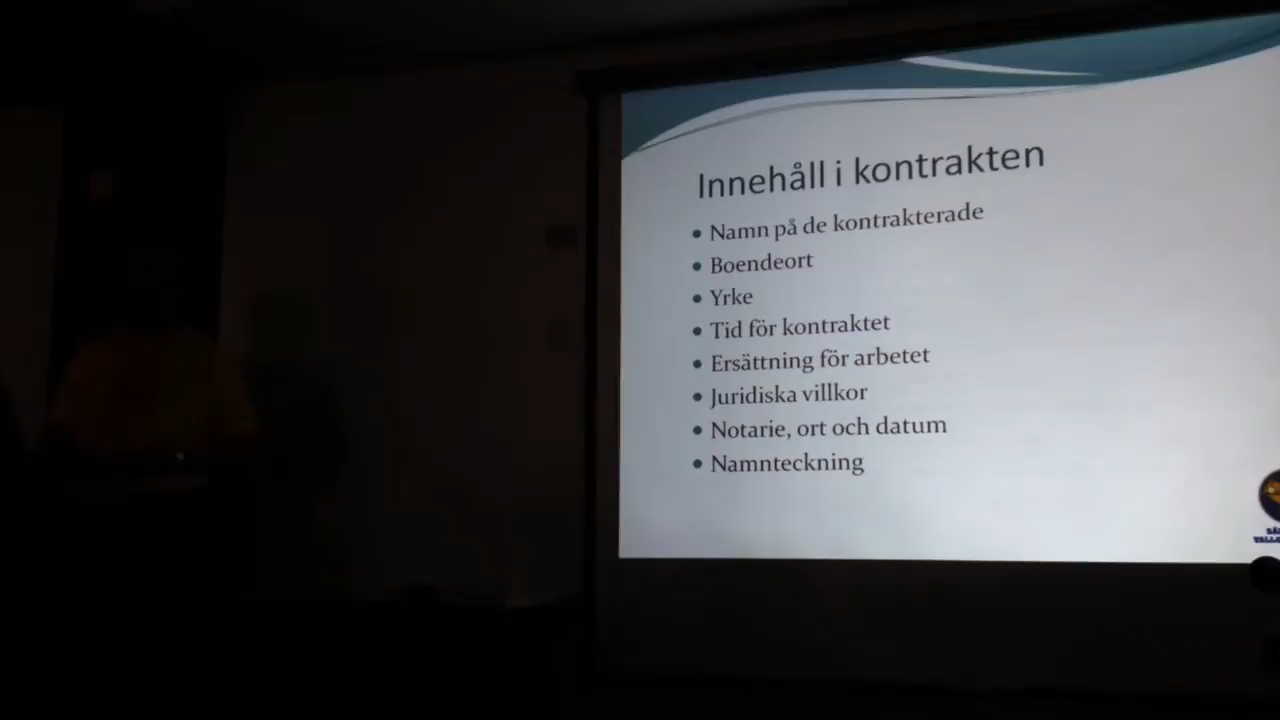 Innehåll i kontrakten
• Namn på de kontrakterade
• Boendeort
• Yrke
• Tid för kontraktet
• Ersättning för arbetet
• Juridiska villkor
• Notarie, ort och datum
• Namnteckning